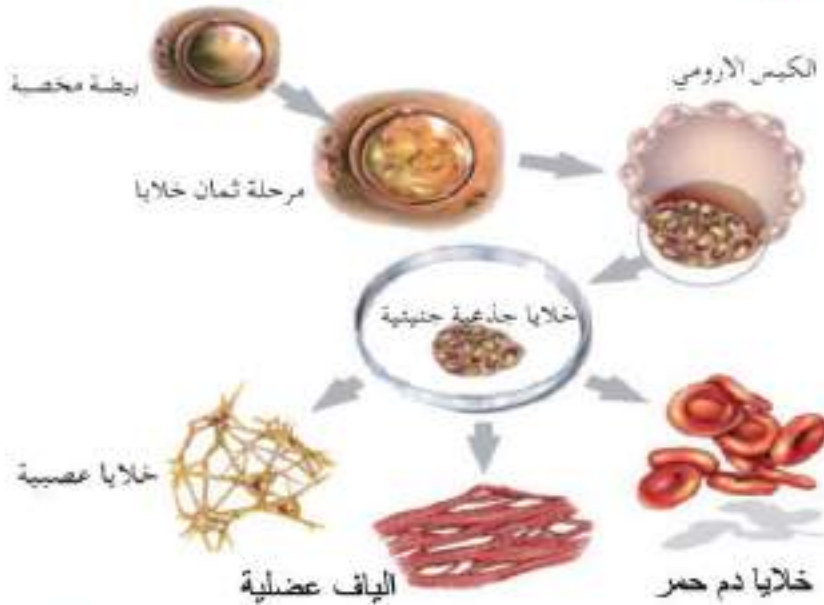 بيضة مخصبة
الكيس الارومي
مرحلة ثمان خلايا
خلايا جذعية جنينية
خلايا عصبية
الياف عضلية
خلايا دم حمر